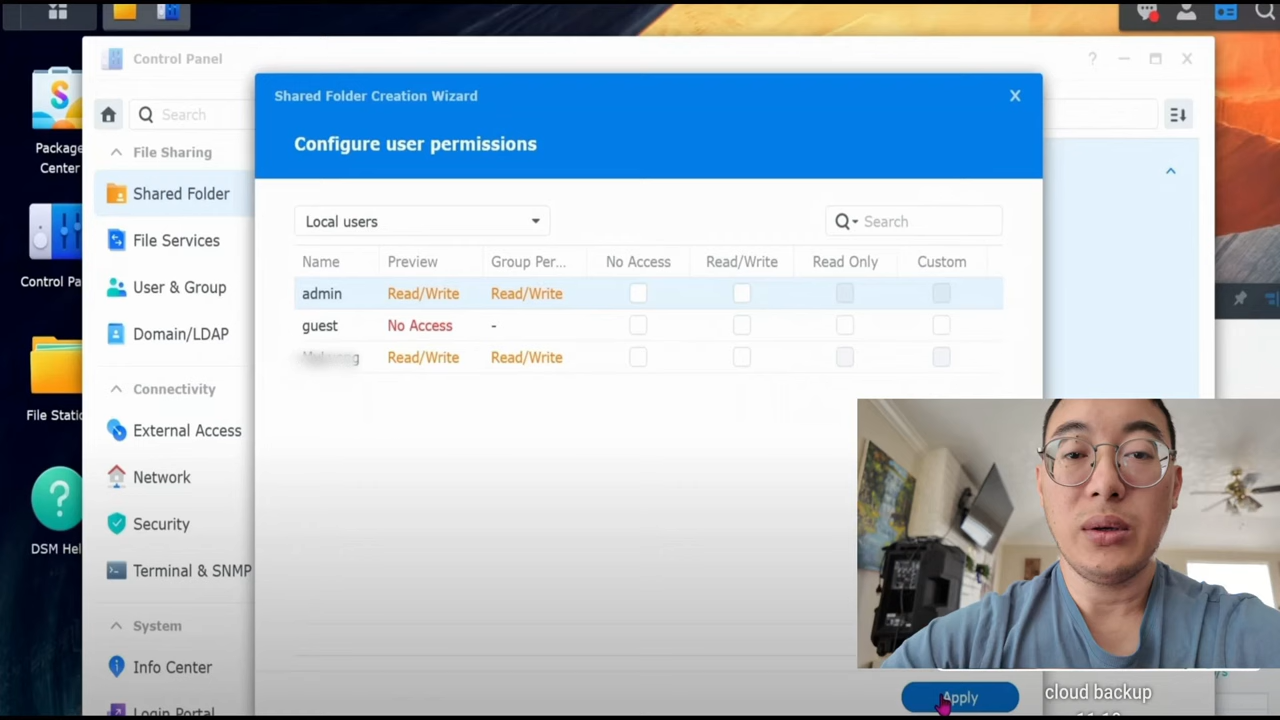 Control Panel
?
Search
File Sharing
Shared Folder
File Services
User & Group
Domain/LDAP
Connectivity
External Access
Network
Security
Terminal & SNMP
System
Info Center
Login Portal
Package
Center
Control Pa
File Stati
?
DSM Hel
Shared Folder Creation Wizard
Configure user permissions
Local users
Search
Name Preview Group Per... No Access Read/Write Read Only Custom
admin Read/Write Read/Write
guest No Access -
Read/Write Read/Write
Apply
cloud backup